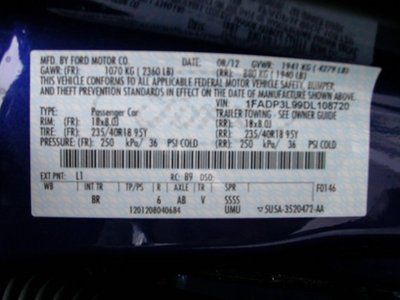 MFD. BY FORD MOTOR CO.
DATE: 08/12 GVWR: 1941 KG ( 4279 LB)
GAWR: (FR): 1070 KG ( 2360 LB) (RR): 880 KG ( 1940 LB)
THIS VEHICLE CONFORMS TO ALL APPLICABLE FEDERAL MOTOR VEHICLE SAFETY, BUMPER,
AND THEFT PREVENTION STANDARDS IN EFFECT ON THE DATE OF MANUFACTURE SHOWN ABOVE.
VIN: 1FADP3L99DL108720
TYPE: Passenger Car TRAILER TOWING - SEE OWNER GUIDE
RIM: (FR): 18x8.0J (RR): 18x8.0J
TIRE: (FR): 235/40R18 95Y (RR): 235/40R18 95Y
PRESSURE: (FR): 250 kPa/ 36 PSI COLD (RR): 250 kPa/ 36 PSI COLD
EXT PNT: L1 RC: B9 DSO: F0146
WB INT TR TP/PS R AXLE TR SPR
BR 6 AB V SSSS
1201208040684 UMU 5U5A-3520472-AA